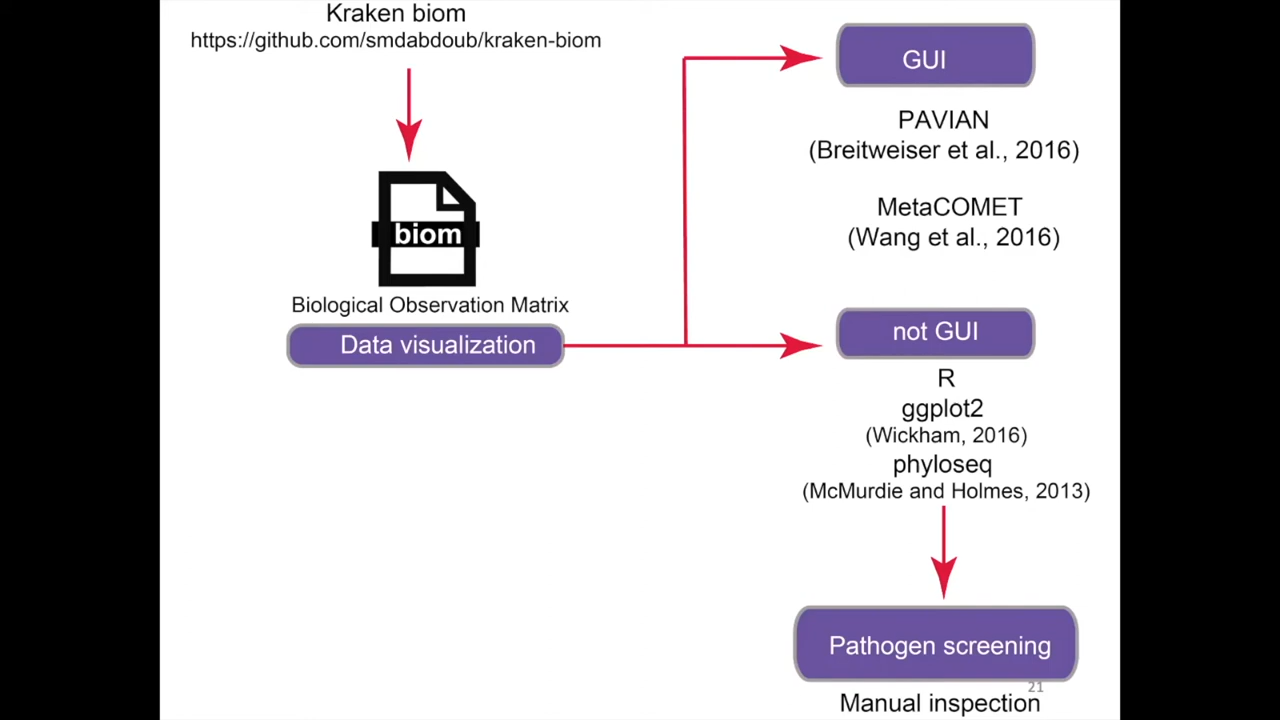 Kraken biom
https://github.com/smdabdoub/kraken-biom
biom
Biological Observation Matrix
Data visualization
GUI
PAVIAN
(Breitweiser et al., 2016)
MetaCOMET
(Wang et al., 2016)
not GUI
R
ggplot2
(Wickham, 2016)
phyloseq
(McMurdie and Holmes, 2013)
Pathogen screening
21
Manual inspection